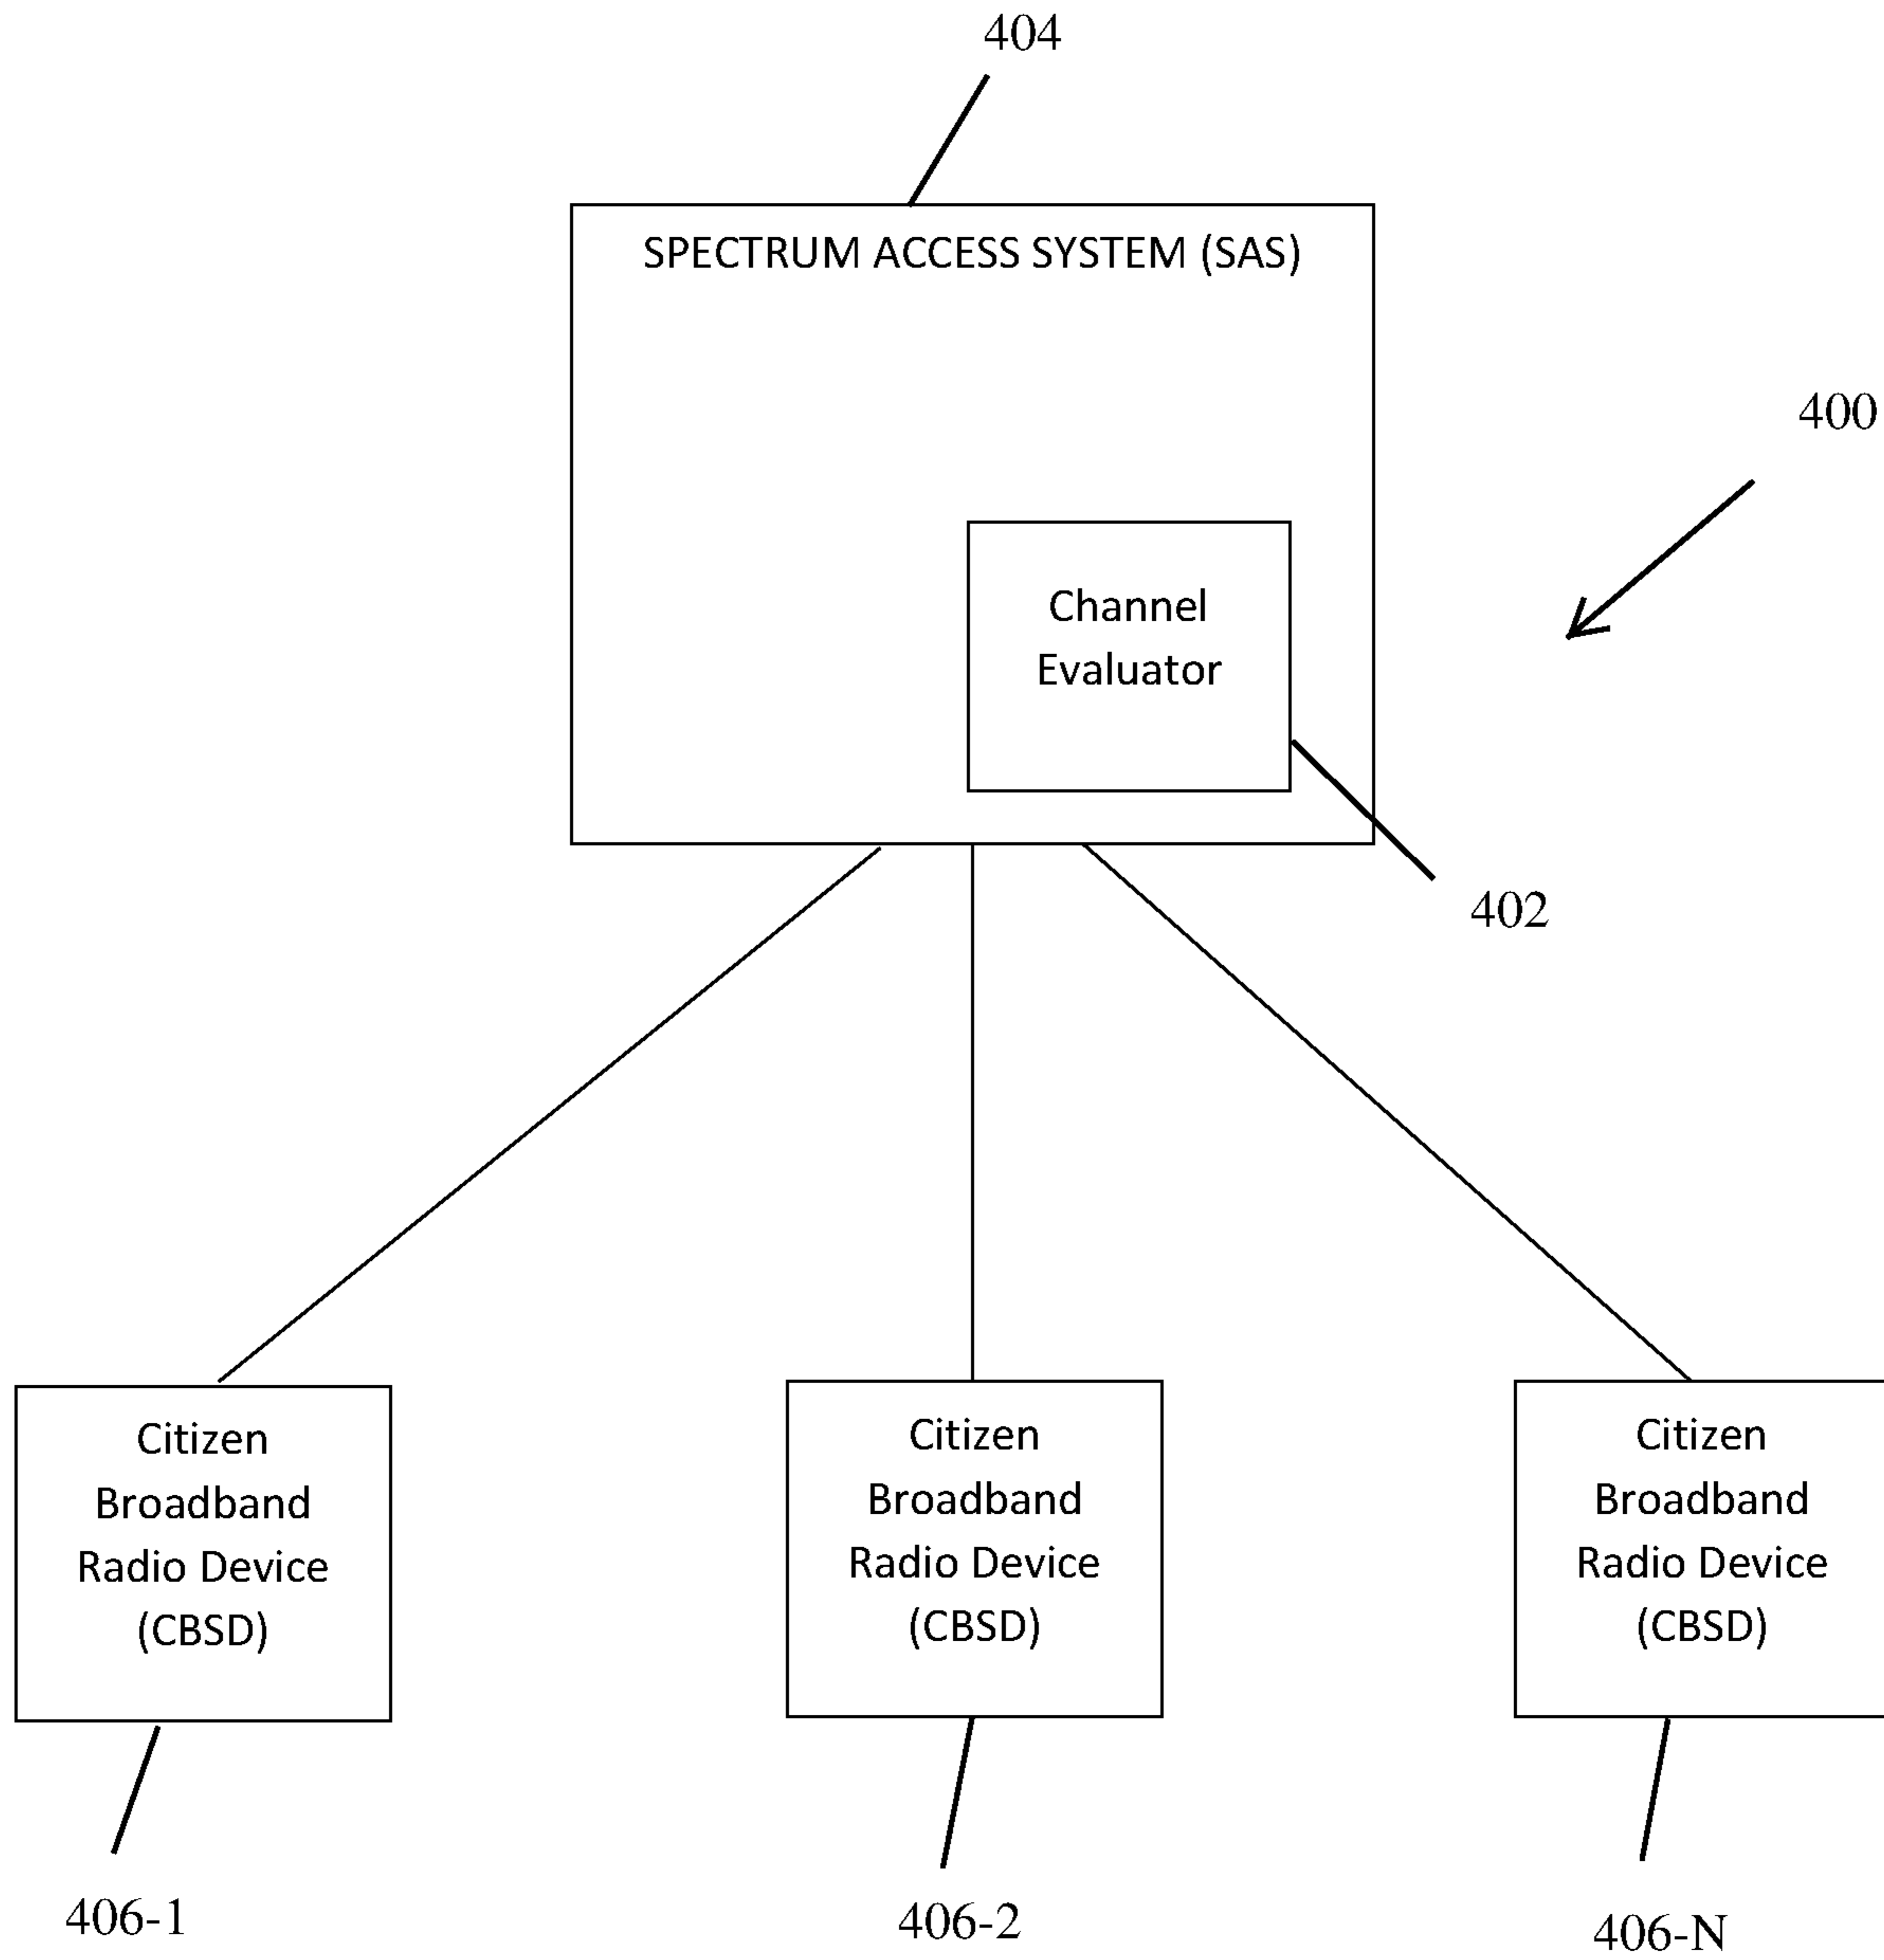 404
SPECTRUM ACCESS SYSTEM (SAS)
400
Channel
Evaluator
402
Citizen
Broadband
Radio Device
(CBSD)
Citizen
Broadband
Radio Device
(CBSD)
Citizen
Broadband
Radio Device
(CBSD)
406-1
406-2
406-N